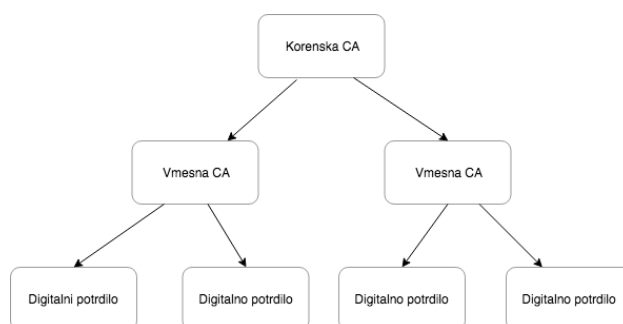 Korenska CA
Vmesna CA
Vmesna CA
Digitalni potrdilo
Digitalno potrdilo
Digitalno potrdilo
Digitalno potrdilo